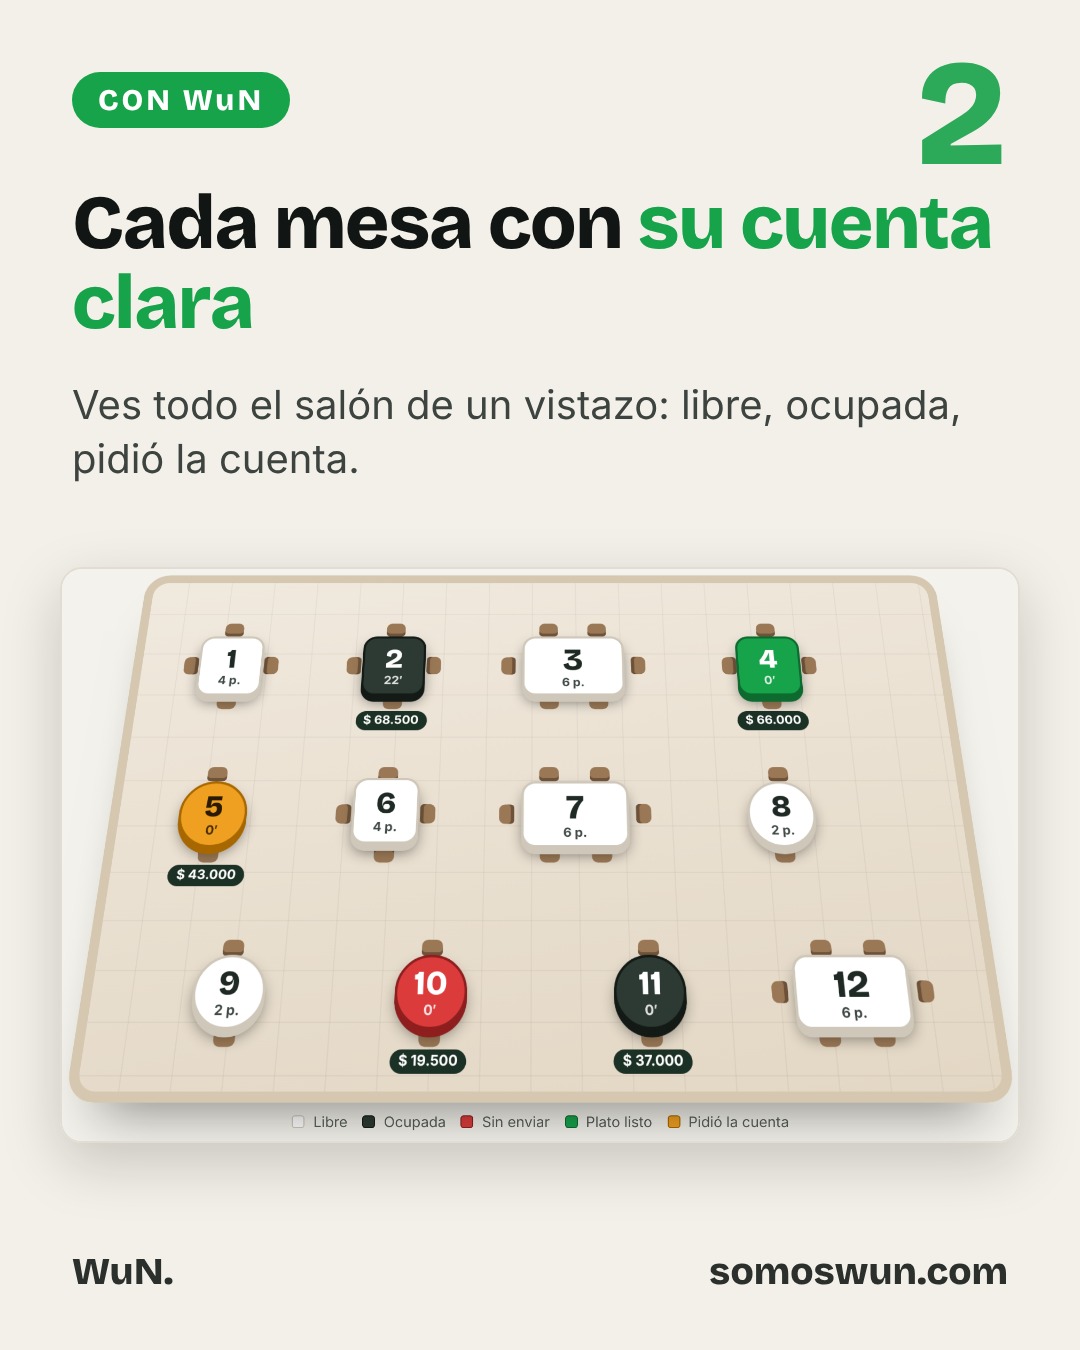 CON WuN
2
Cada mesa con su cuenta
clara
Ves todo el salón de un vistazo: libre, ocupada,
pidió la cuenta.
1
4 p.
2
22'
$ 68.500
3
6 p.
4
0'
$ 66.000
5
0'
$ 43.000
6
4 p.
7
6 p.
8
2 p.
9
2 p.
10
0'
$ 19.500
11
0'
$ 37.000
12
6 p.
Libre Ocupada Sin enviar Plato listo Pidió la cuenta
WuN.
somoswun.com